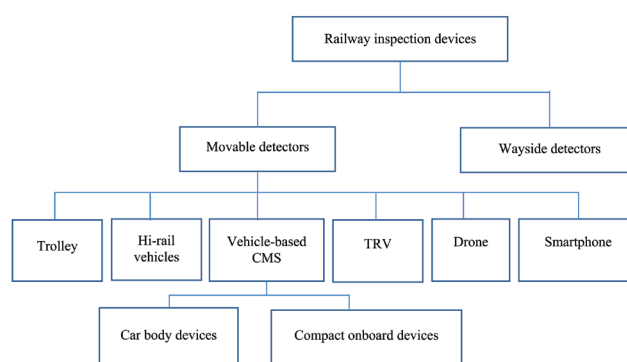 Railway inspection devices
Movable detectors
Wayside detectors
Trolley
Hi-rail
vehicles
Vehicle-based
CMS
TRV
Drone
Smartphone
Car body devices
Compact onboard devices